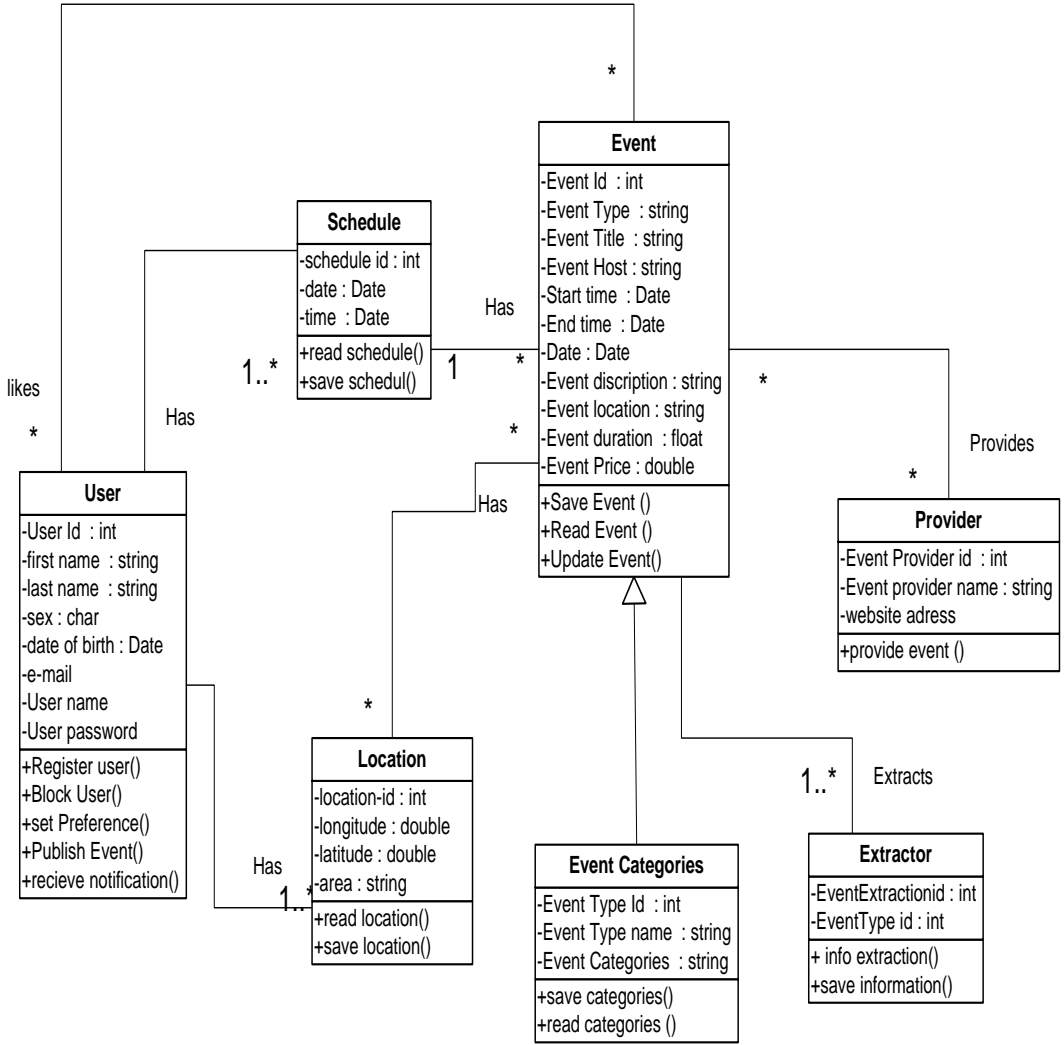 *
Event
-Event Id : int
-Event Type : string
-Event Title : string
-Event Host : string
-Start time : Date
-End time : Date
-Date : Date
-Event discription : string
-Event location : string
-Event duration : float
-Event Price : double
+Save Event ()
+Read Event ()
+Update Event()
Schedule
-schedule id : int
-date : Date
-time : Date
+read schedule()
+save schedul()
Has
1
*
1..*
Has
likes
*
*
Has
*
*
Provides
*
User
-User Id : int
-first name : string
-last name : string
-sex : char
-date of birth : Date
-e-mail
-User name
-User password
+Register user()
+Block User()
+set Preference()
+Publish Event()
+recieve notification()
Provider
-Event Provider id : int
-Event provider name : string
-website adress
+provide event ()
*
Location
-location-id : int
-longitude : double
-latitude : double
-area : string
+read location()
+save location()
Has
1..*
1..*
Extracts
Event Categories
-Event Type Id : int
-Event Type name : string
-Event Categories : string
+save categories()
+read categories ()
Extractor
-EventExtractionid : int
-EventType id : int
+ info extraction()
+save information()